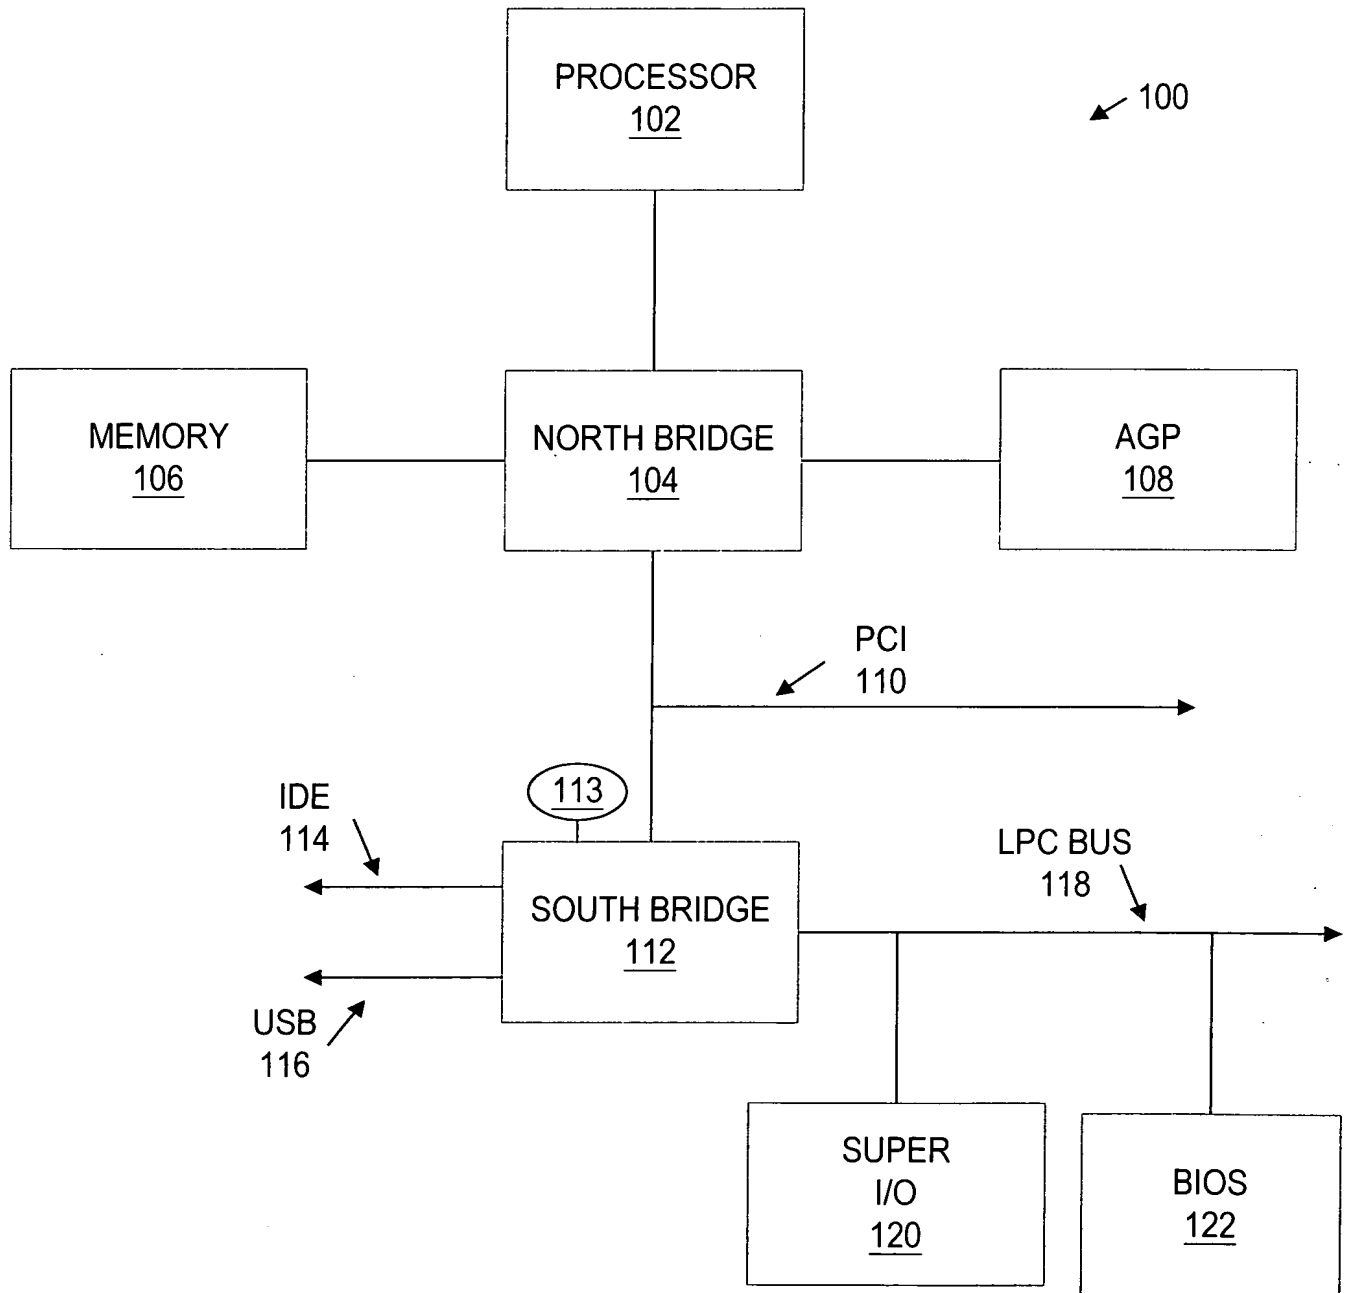 PROCESSOR
102
100
MEMORY
106
NORTH BRIDGE
104
AGP
108
PCI
110
113
IDE
114
LPC BUS
118
SOUTH BRIDGE
112
USB
116
SUPER
I/O
120
BIOS
122